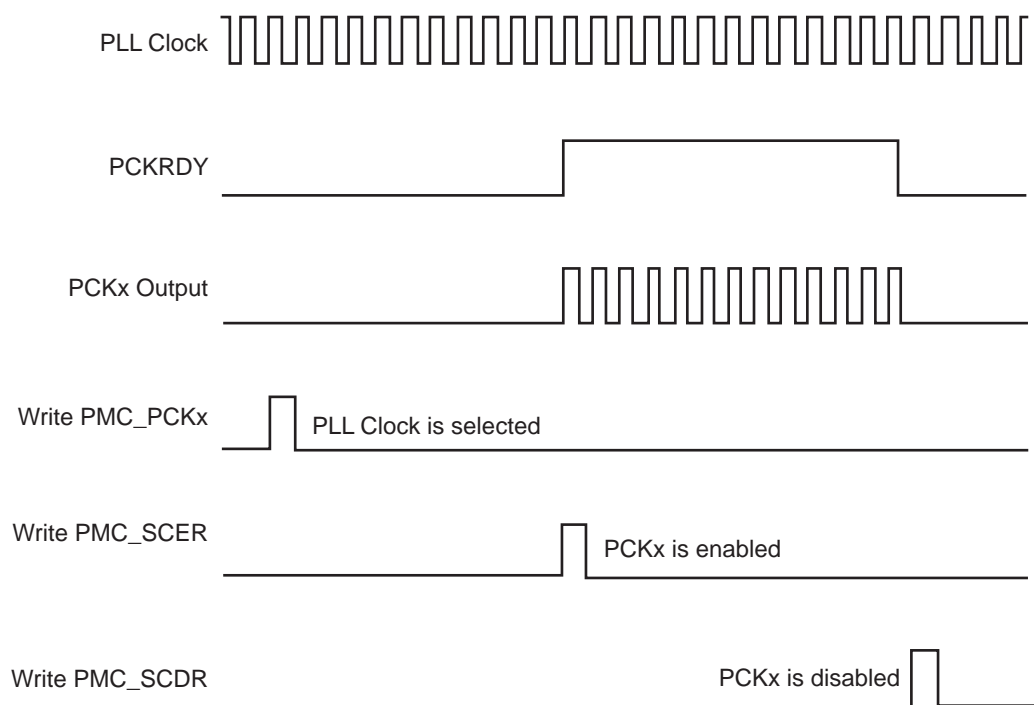 PLL Clock
PCKRDY
PCKx Output
Write PMC_PCKx
PLL Clock is selected
Write PMC_SCER
PCKx is enabled
Write PMC_SCDR
PCKx is disabled